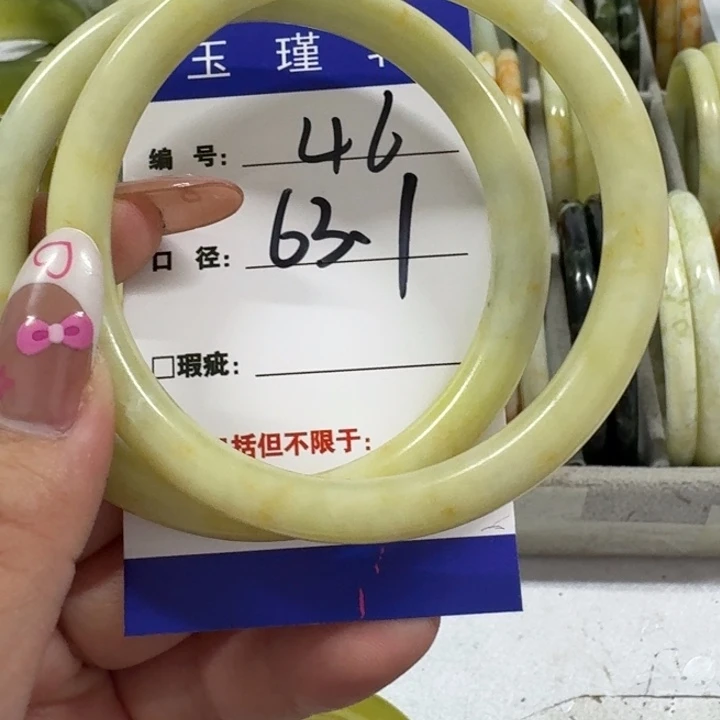 玉 瑾
编 号: 46
口 径: 63.1
□瑕疵:
括但不限于: